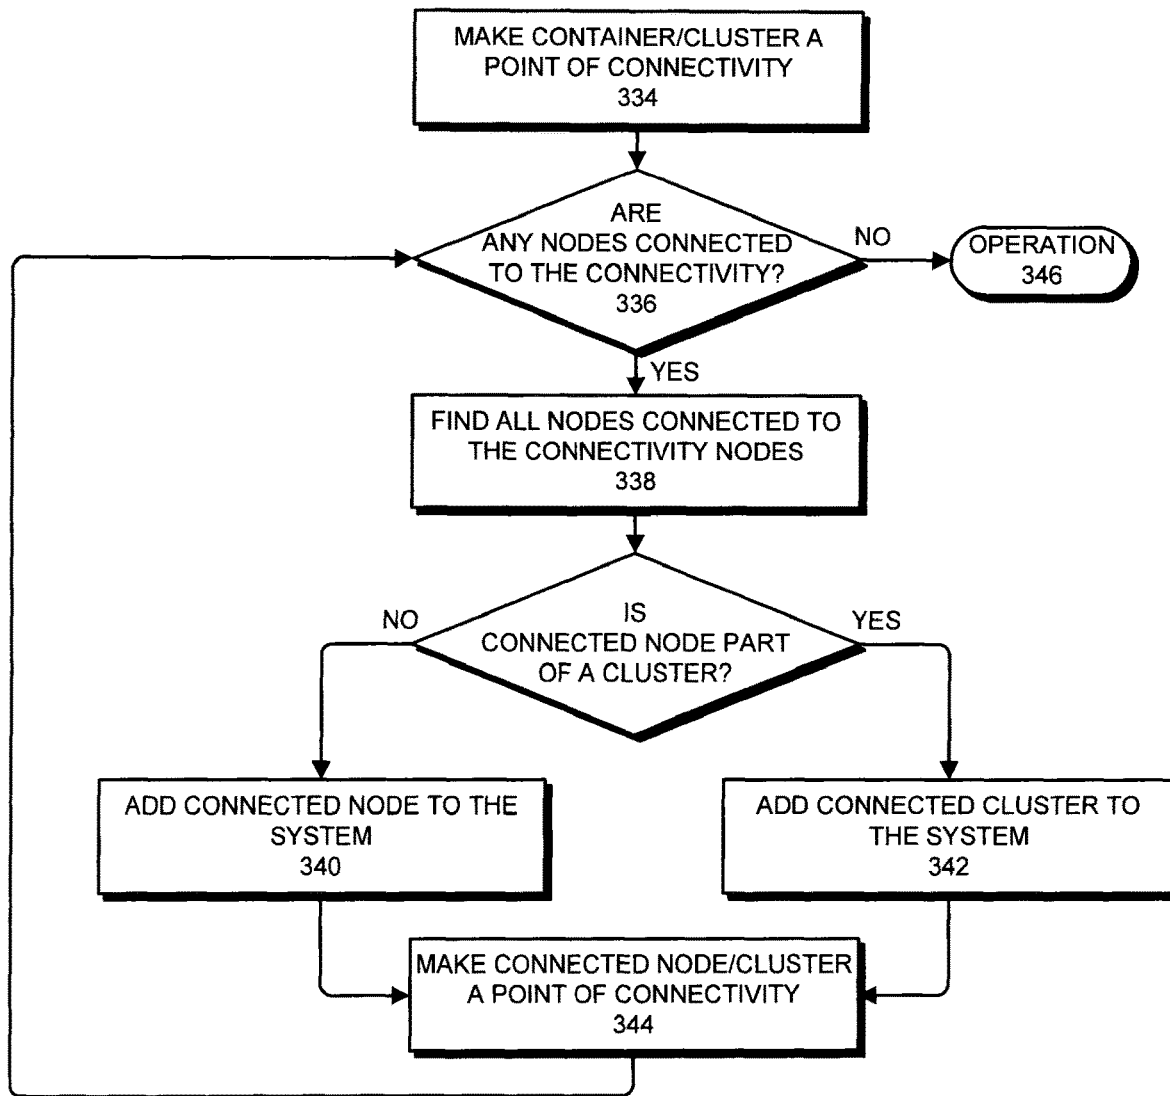 MAKE CONTAINER/CLUSTER A
POINT OF CONNECTIVITY
334
ARE
ANY NODES CONNECTED
TO THE CONNECTIVITY?
336
NO
OPERATION
346
YES
FIND ALL NODES CONNECTED TO
THE CONNECTIVITY NODES
338
NO
IS
CONNECTED NODE PART
OF A CLUSTER?
YES
ADD CONNECTED NODE TO THE
SYSTEM
340
ADD CONNECTED CLUSTER TO
THE SYSTEM
342
MAKE CONNECTED NODE/CLUSTER
A POINT OF CONNECTIVITY
344